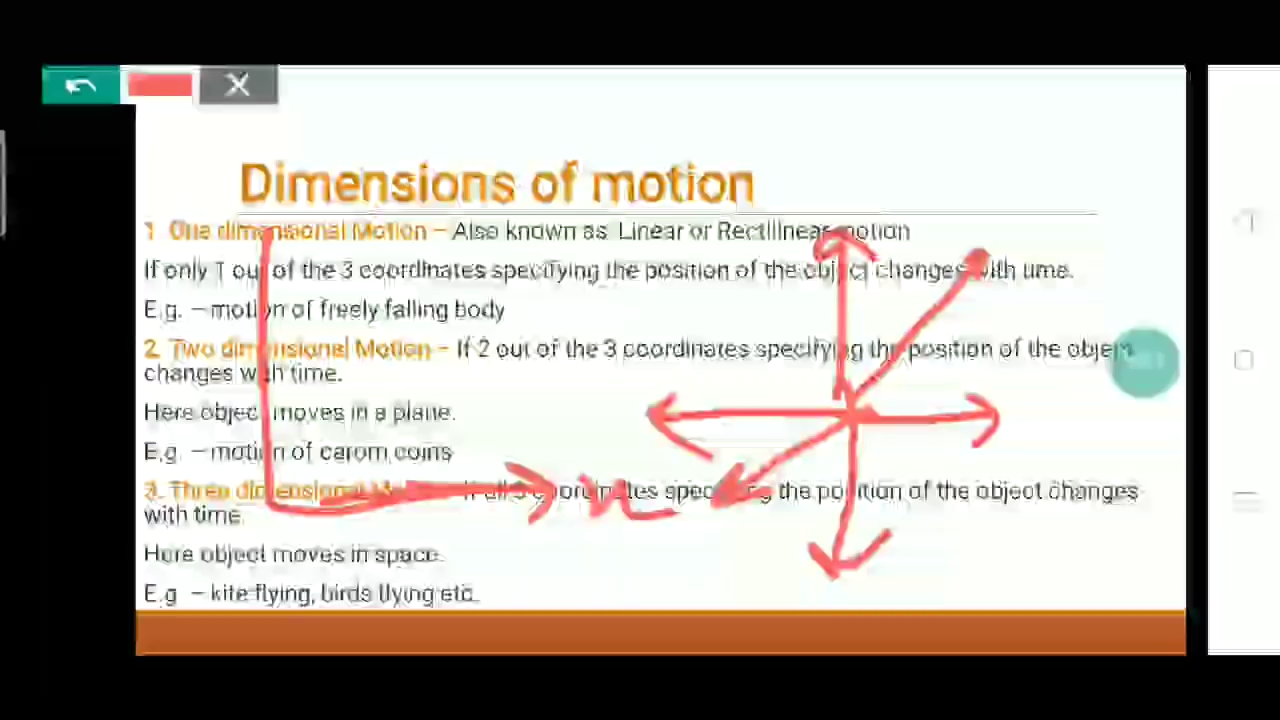 Dimensions of motion
1. One dimensional Motion – Also known as Linear or Rectilinear motion
If only 1 out of the 3 coordinates specifying the position of the object changes with time.
E.g. – motion of freely falling body
2. Two dimensional Motion – If 2 out of the 3 coordinates specifying the position of the object
changes with time.
Here object moves in a plane.
E.g. – motion of carom coins
3. Three dimensional Motion – If all 3 coordinates specifying the position of the object changes
with time.
Here object moves in space.
E.g – kite flying, birds flying etc.
x